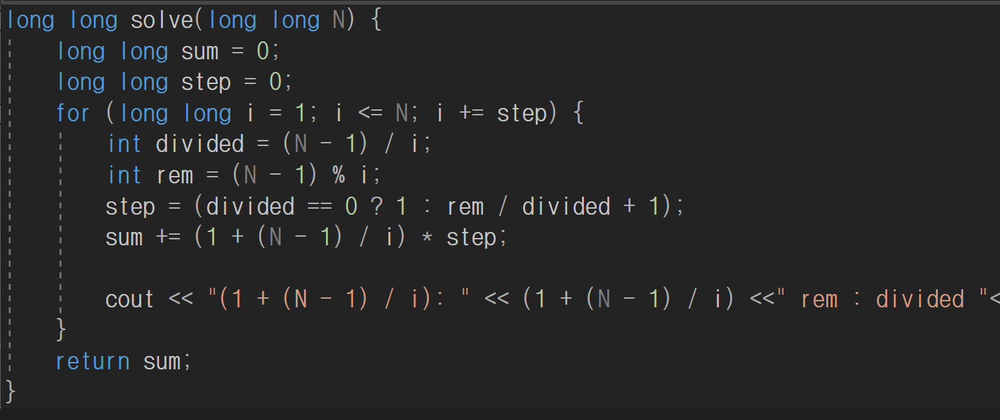 long long solve(long long N) {
    long long sum = 0;
    long long step = 0;
    for (long long i = 1; i <= N; i += step) {
        int divided = (N - 1) / i;
        int rem = (N - 1) % i;
        step = (divided == 0 ? 1 : rem / divided + 1);
        sum += (1 + (N - 1) / i) * step;

        cout << "(1 + (N - 1) / i): " << (1 + (N - 1) / i) <<" rem : divided "<
    }
    return sum;
}